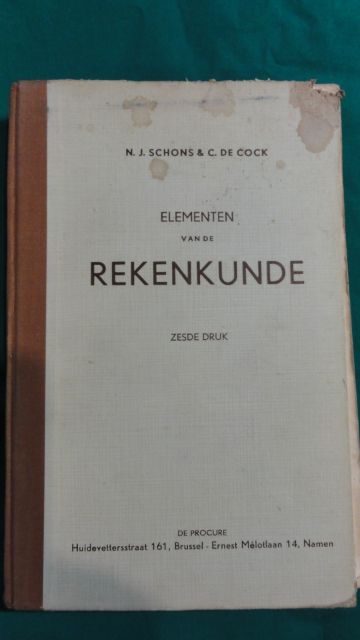 N. J. SCHONS & C. DE COCK
ELEMENTEN
VAN DE
REKENKUNDE
ZESDE DRUK
DE PROCURE
Huidevettersstraat 161, Brussel - Ernest Mélotlaan 14, Namen